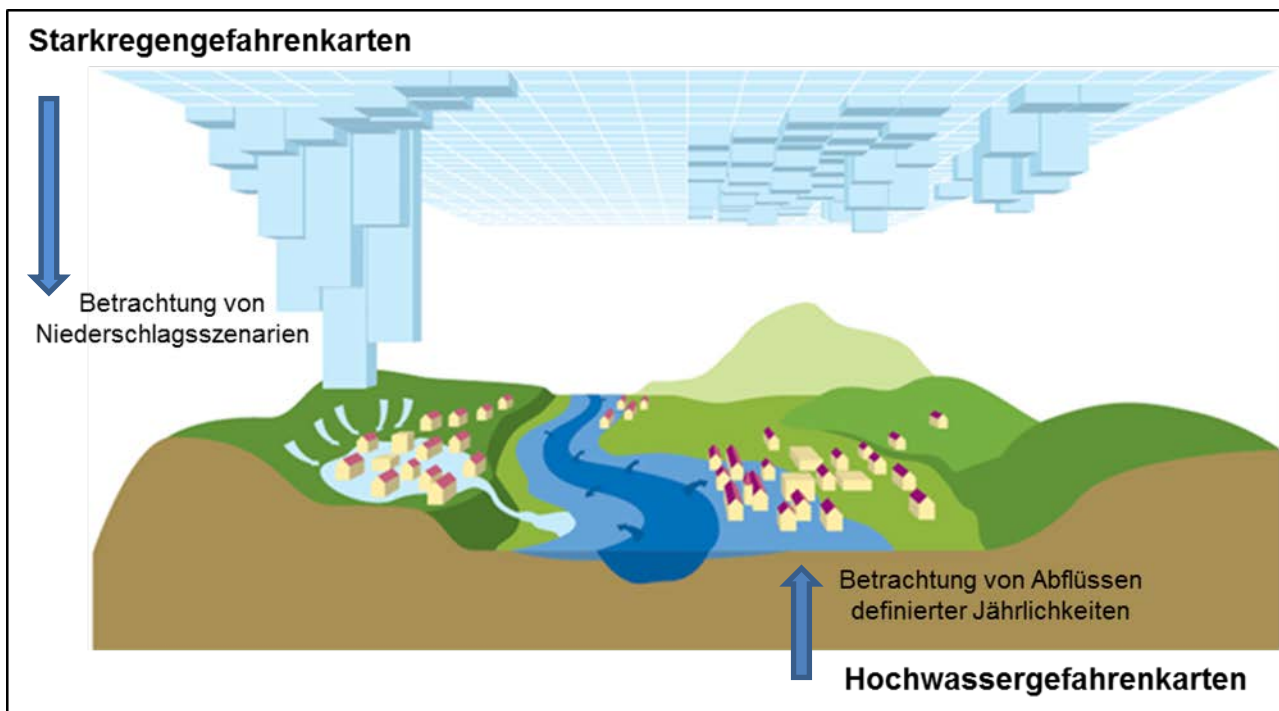 Starkregengefahrenkarten
Betrachtung von
Niederschlagsszenarien
Betrachtung von Abflüssen
definierter Jährlichkeiten
Hochwassergefahrenkarten